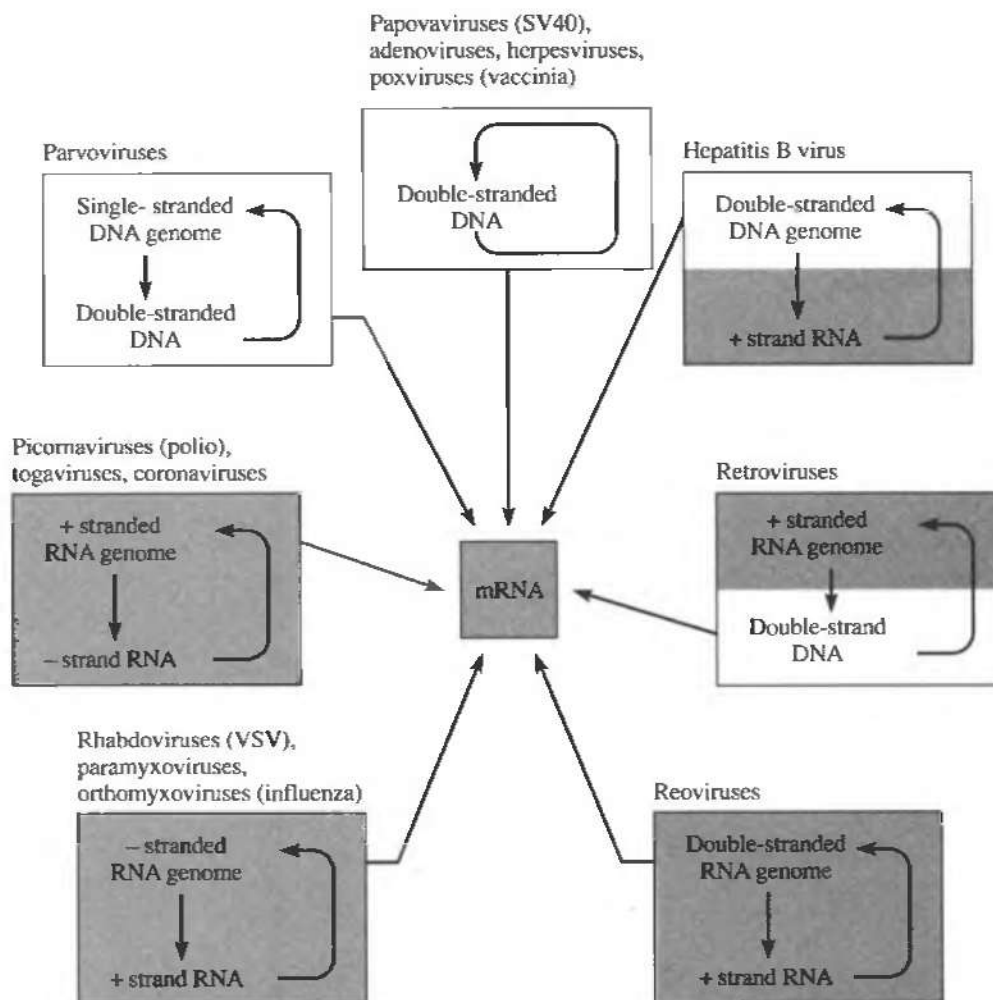 Papovaviruses (SV40),
adenoviruses, herpesviruses,
poxviruses (vaccinia)
Double-stranded
DNA
Parvoviruses
Single- stranded
DNA genome
Double-stranded
DNA
Hepatitis B virus
Double-stranded
DNA genome
+ strand RNA
Picornaviruses (polio),
togaviruses, coronaviruses
+ stranded
RNA genome
– strand RNA
mRNA
Retroviruses
+ stranded
RNA genome
Double-strand
DNA
Rhabdoviruses (VSV),
paramyxoviruses,
orthomyxoviruses (influenza)
– stranded
RNA genome
+ strand RNA
Reoviruses
Double-stranded
RNA genome
+ strand RNA